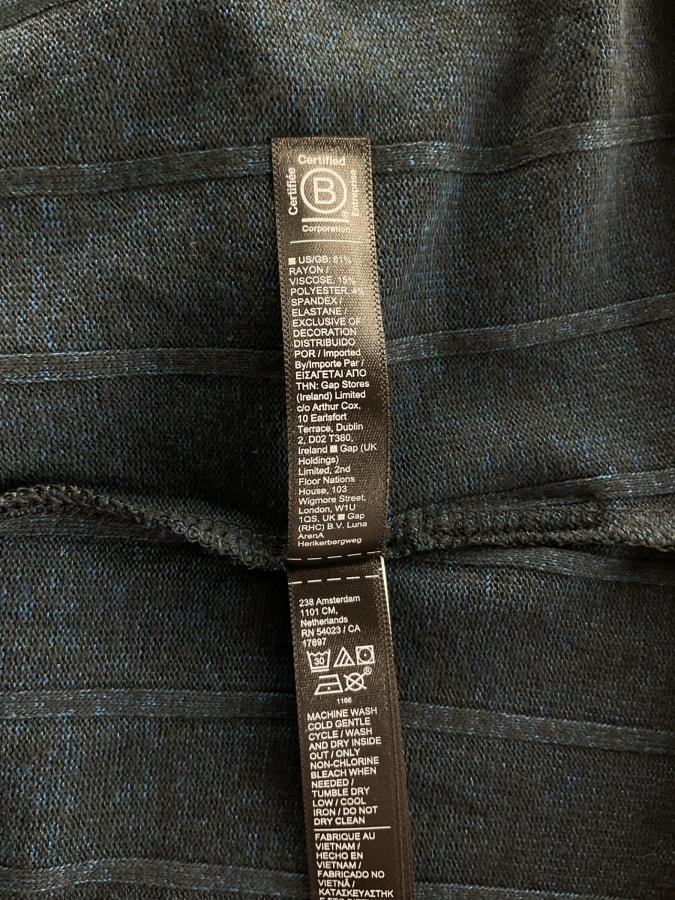 Certified
Certifiée
B
Entreprise
®
Corporation
■ US/GB: 81%
RAYON /
VISCOSE, 15%
POLYESTER, 4%
SPANDEX /
ELASTANE /
EXCLUSIVE OF
DECORATION
DISTRIBUIDO
POR / Imported
By/Importe Par /
ΕΙΣΑΓΕΤΑΙ ΑΠΟ
ΤΗΝ: Gap Stores
(Ireland) Limited
c/o Arthur Cox,
10 Earlsfort
Terrace, Dublin
2, D02 T380,
Ireland ■ Gap (UK
Holdings)
Limited, 2nd
Floor Nations
House, 103
Wigmore Street,
London, W1U
1QS, UK ■ Gap
(RHC) B.V. Luna
ArenA
Herikerbergweg
238 Amsterdam
1101 CM,
Netherlands
RN 54023 / CA
17897
30
®
1166
MACHINE WASH
COLD GENTLE
CYCLE / WASH
AND DRY INSIDE
OUT / ONLY
NON-CHLORINE
BLEACH WHEN
NEEDED /
TUMBLE DRY
LOW / COOL
IRON / DO NOT
DRY CLEAN
FABRIQUE AU
VIETNAM /
HECHO EN
VIETNAM /
FABRICADO NO
VIETNÃ /
ΚΑΤΑΣΚΕΥΑΣΤΗΚ